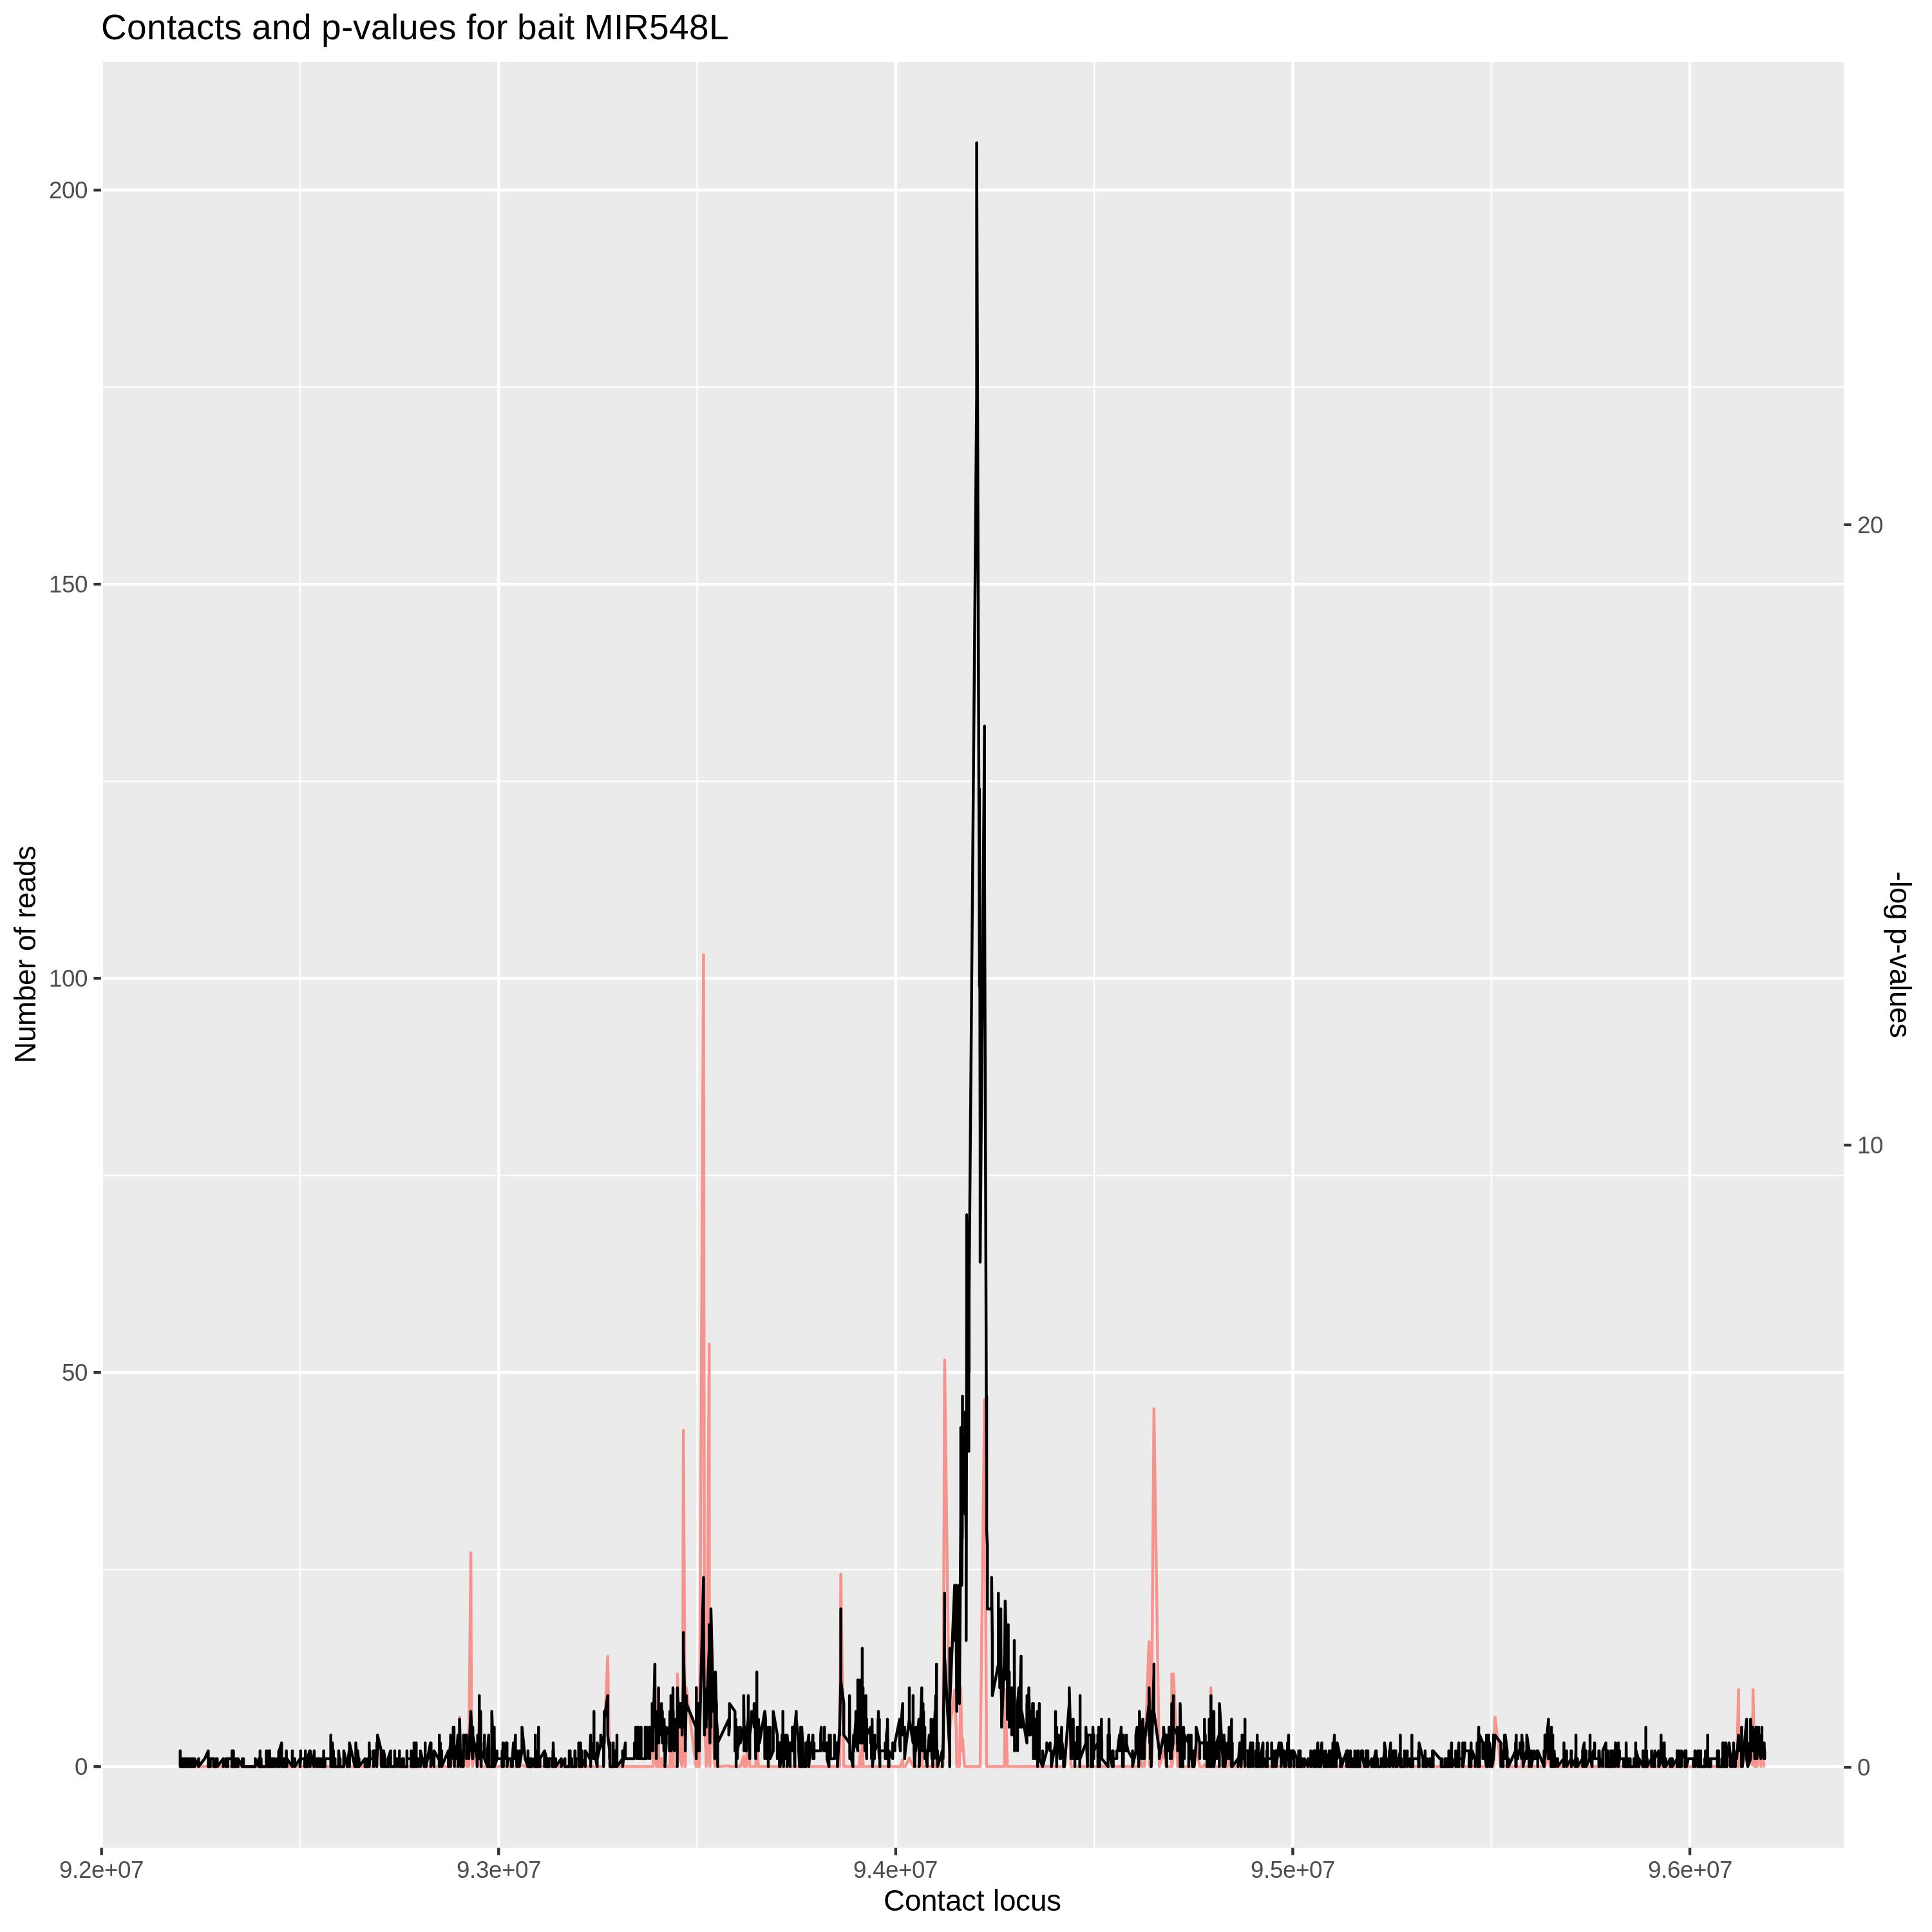 Contacts and p-values for bait MIR548L
200
150
100
50
0
Number of reads
20
10
0
-log p-values
9.2e+07
9.3e+07
9.4e+07
9.5e+07
9.6e+07
Contact locus